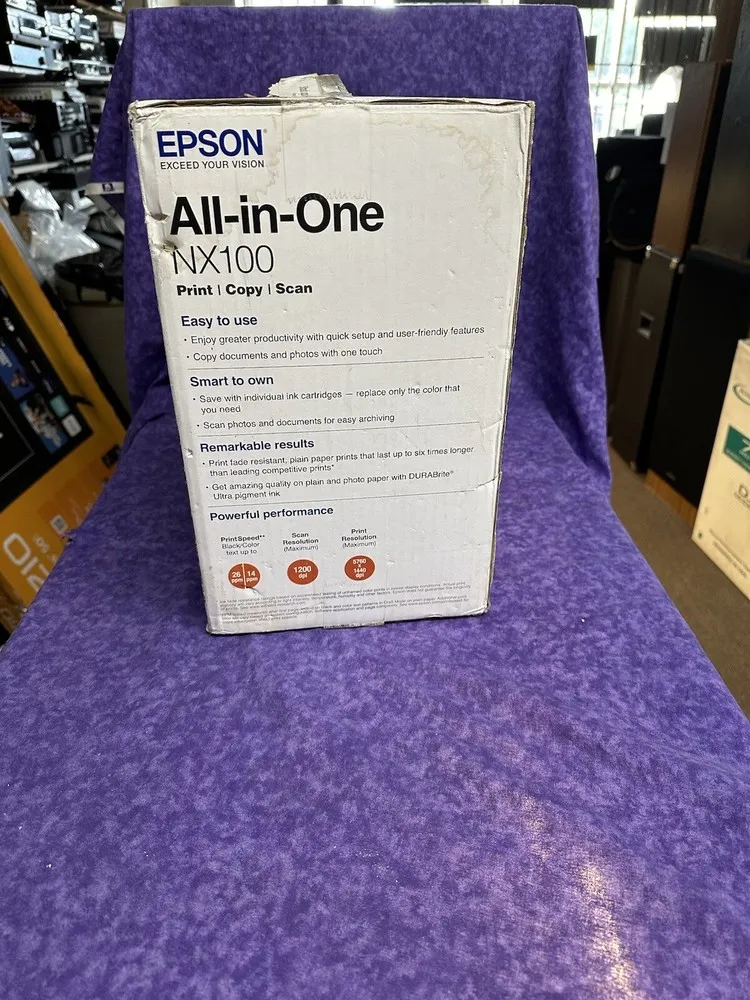 EPSON®
EXCEED YOUR VISION
All-in-One
NX100
Print | Copy | Scan
Easy to use
• Enjoy greater productivity with quick setup and user-friendly features
• Copy documents and photos with one touch
Smart to own
• Save with individual ink cartridges — replace only the color that
you need
• Scan photos and documents for easy archiving
Remarkable results
• Print fade resistant, plain paper prints that last up to six times longer
than leading competitive prints*
• Get amazing quality on plain and photo paper with DURABrite®
Ultra pigment ink
Powerful performance
Print Speed**
Black/Color
text up to
26 ppm 14 ppm
Scan
Resolution
(Maximum)
1200
dpi
Print
Resolution
(Maximum)
5760
x
1440
dpi